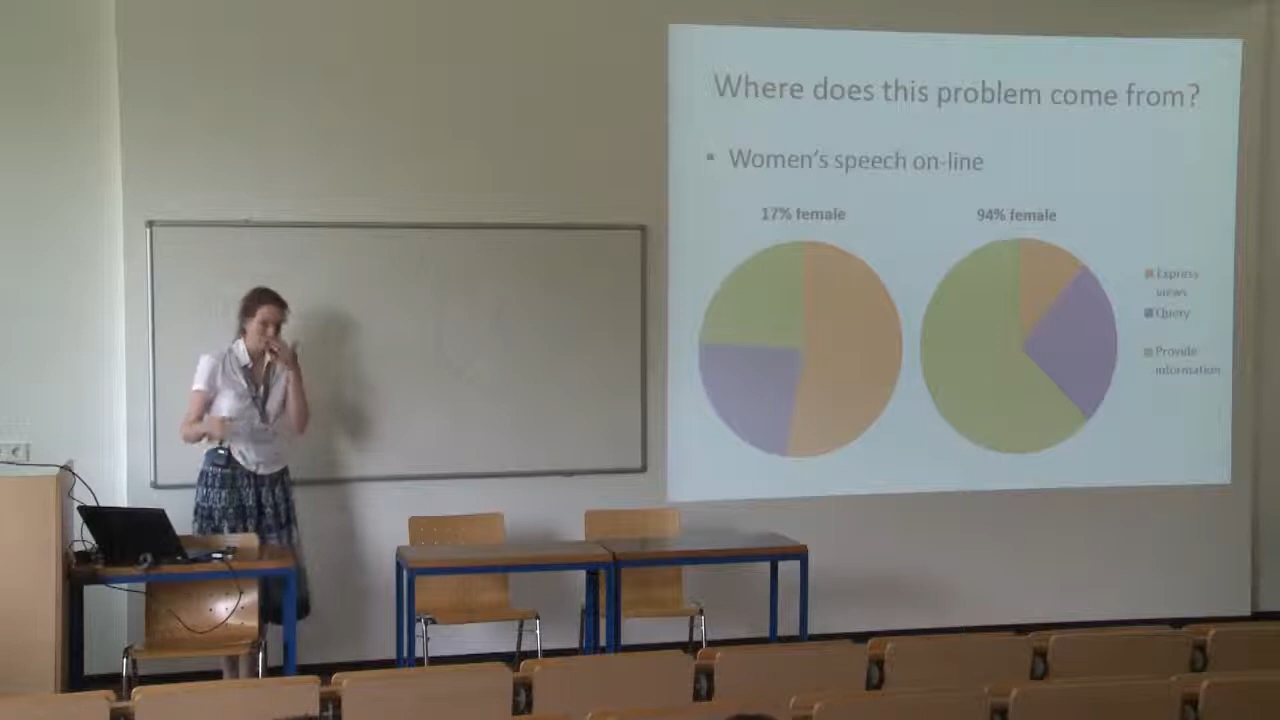 Where does this problem come from?
▪ Women's speech on-line
17% female
94% female
Express
views
Query
Provide
information